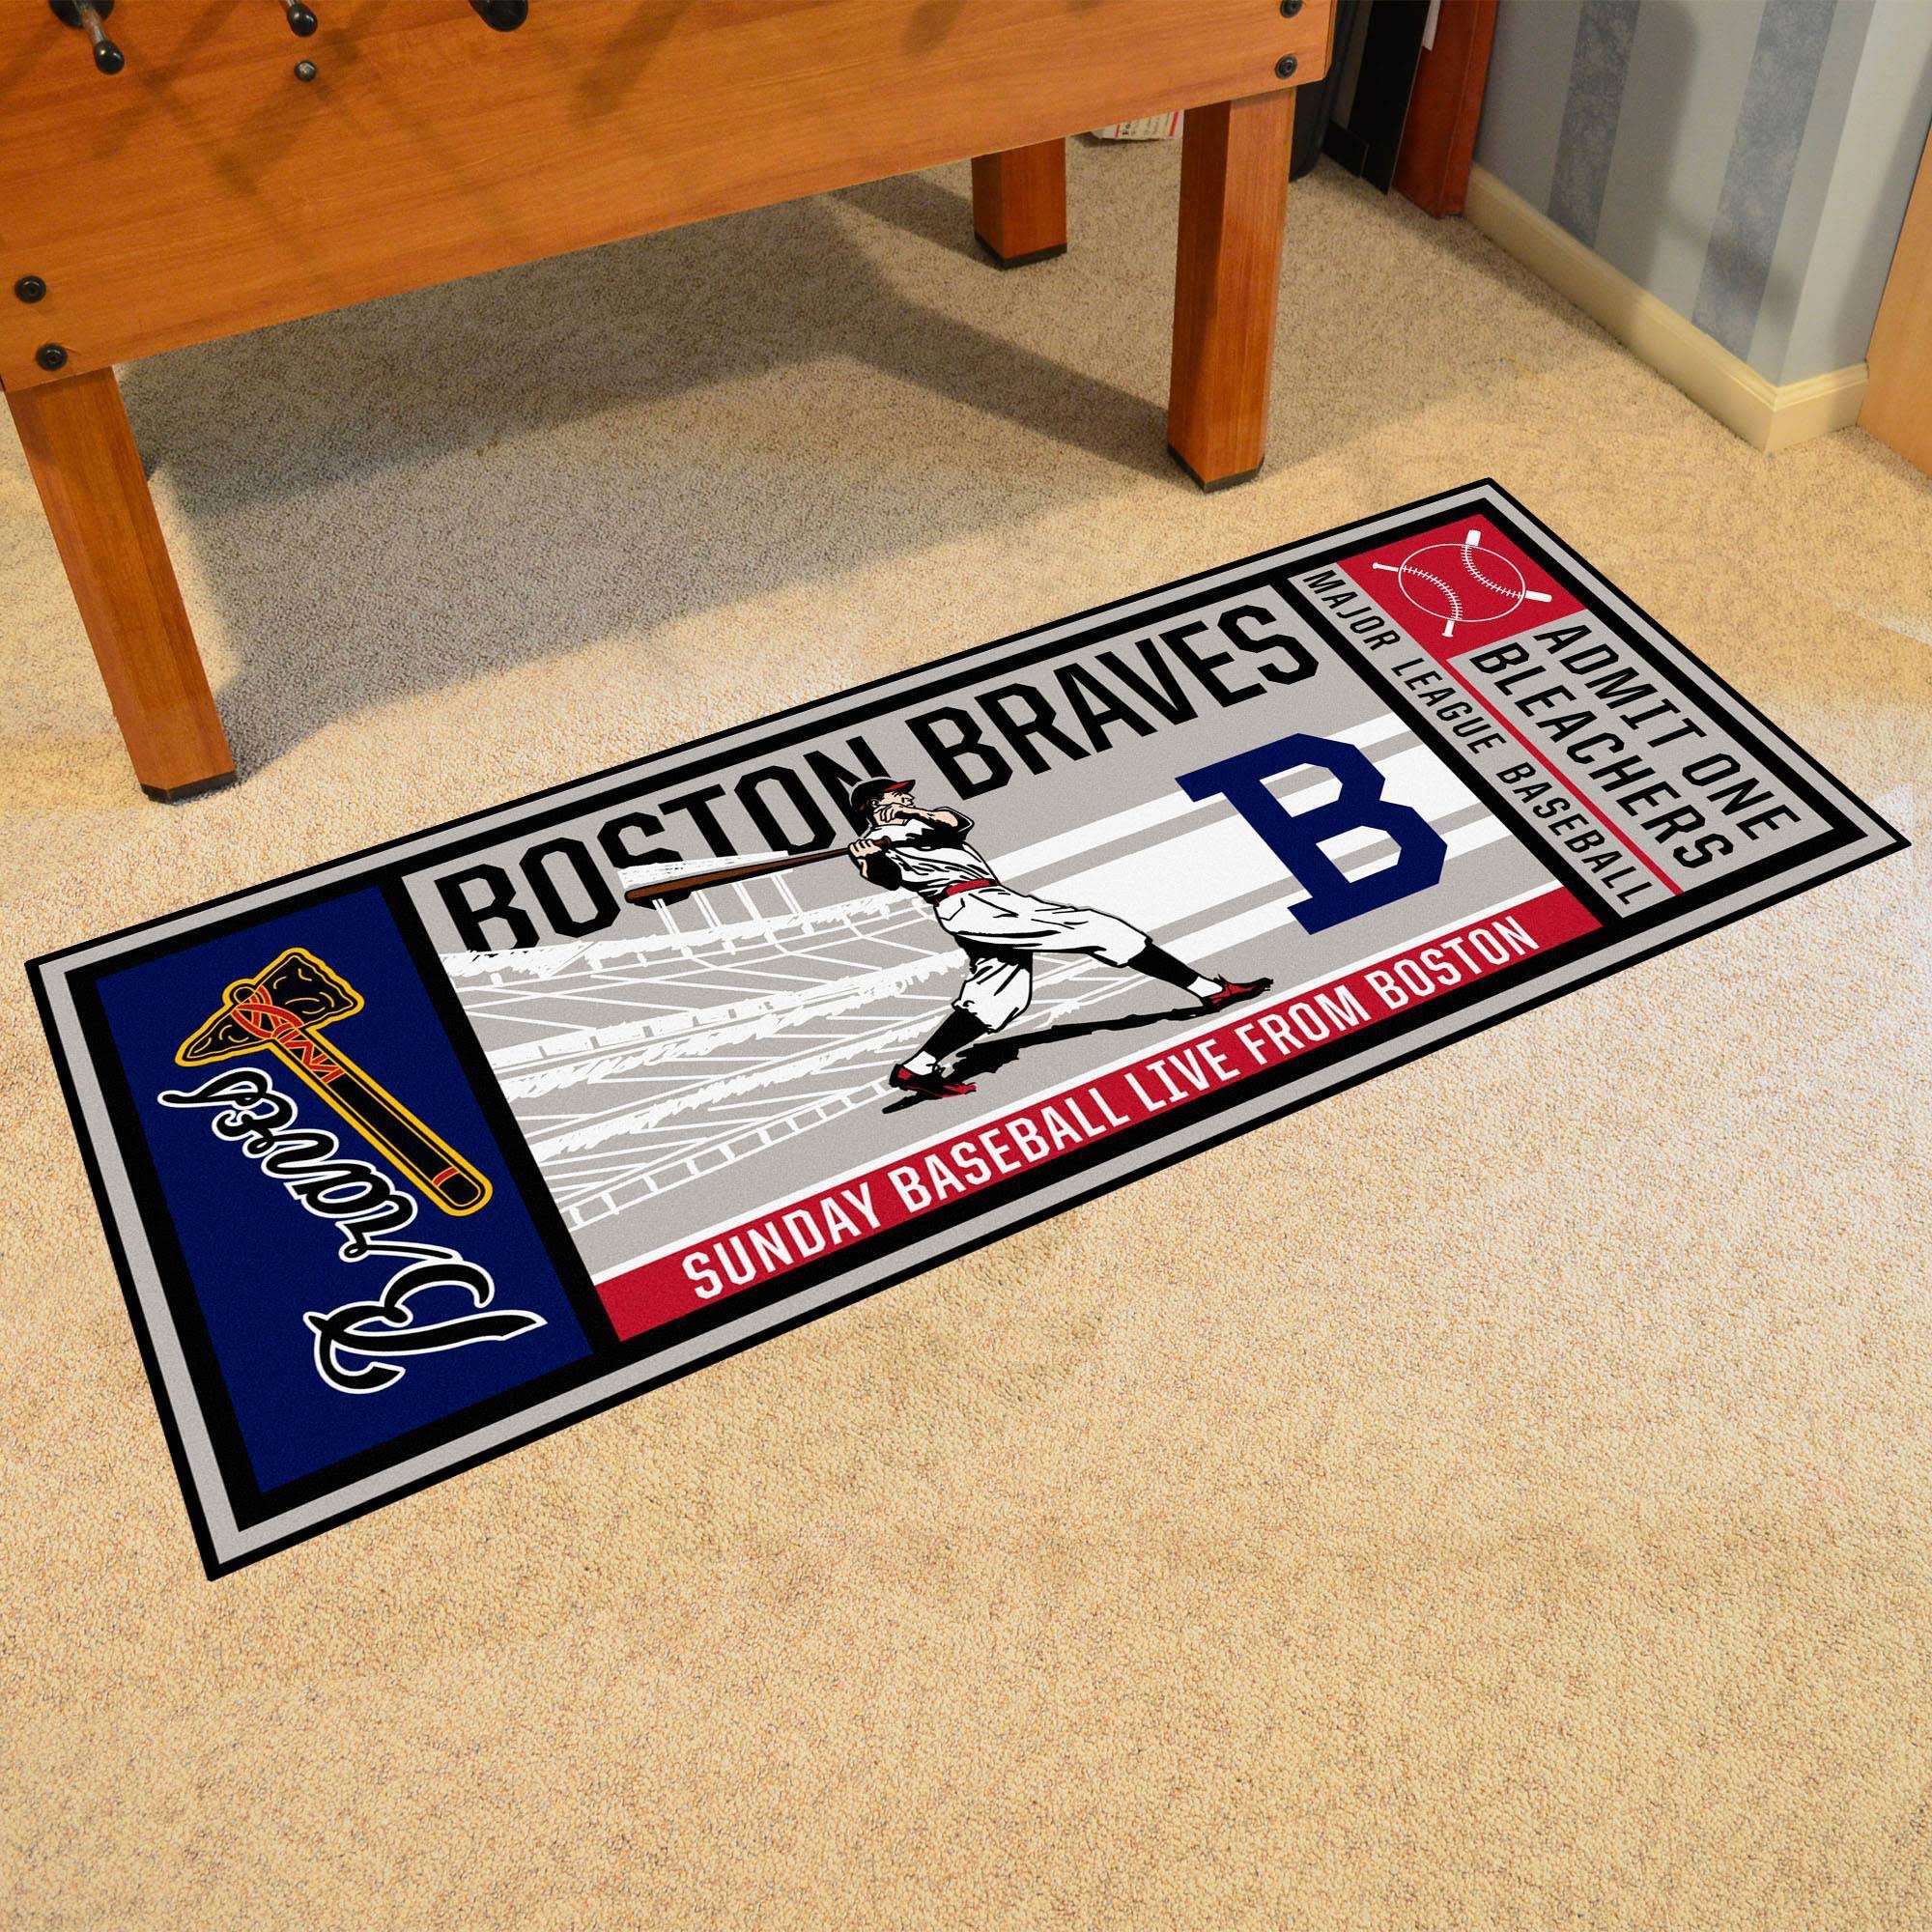 Braves
BOSTON BRAVES
B
SUNDAY BASEBALL LIVE FROM BOSTON
MAJOR LEAGUE BASEBALL
ADMIT ONE
BLEACHERS